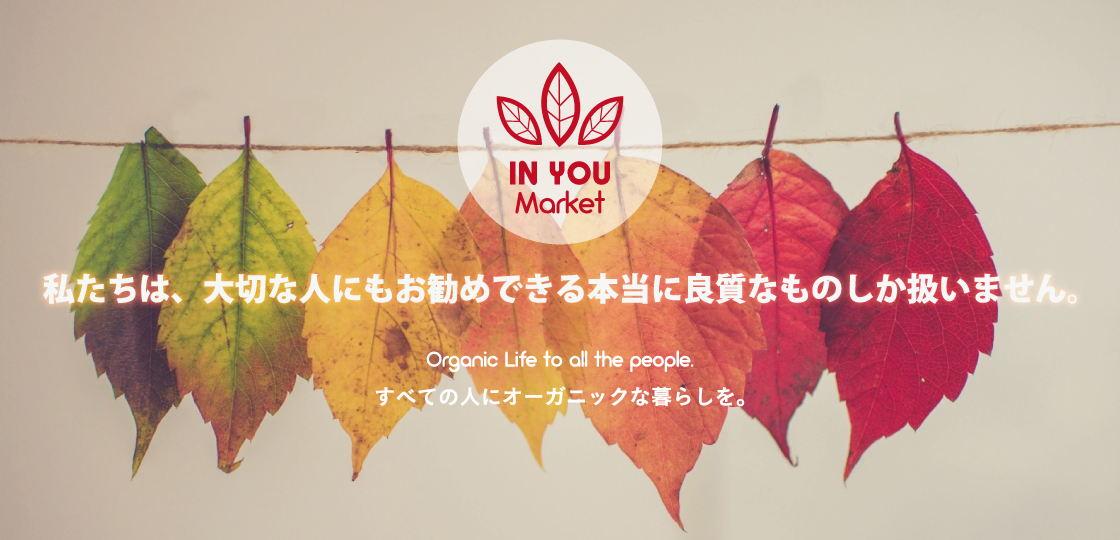 IN YOU
Market
私たちは、大切な人にもお勧めできる本当に良質なものしか扱いません。
Organic Life to all the people.
すべての人にオーガニックな暮らしを。